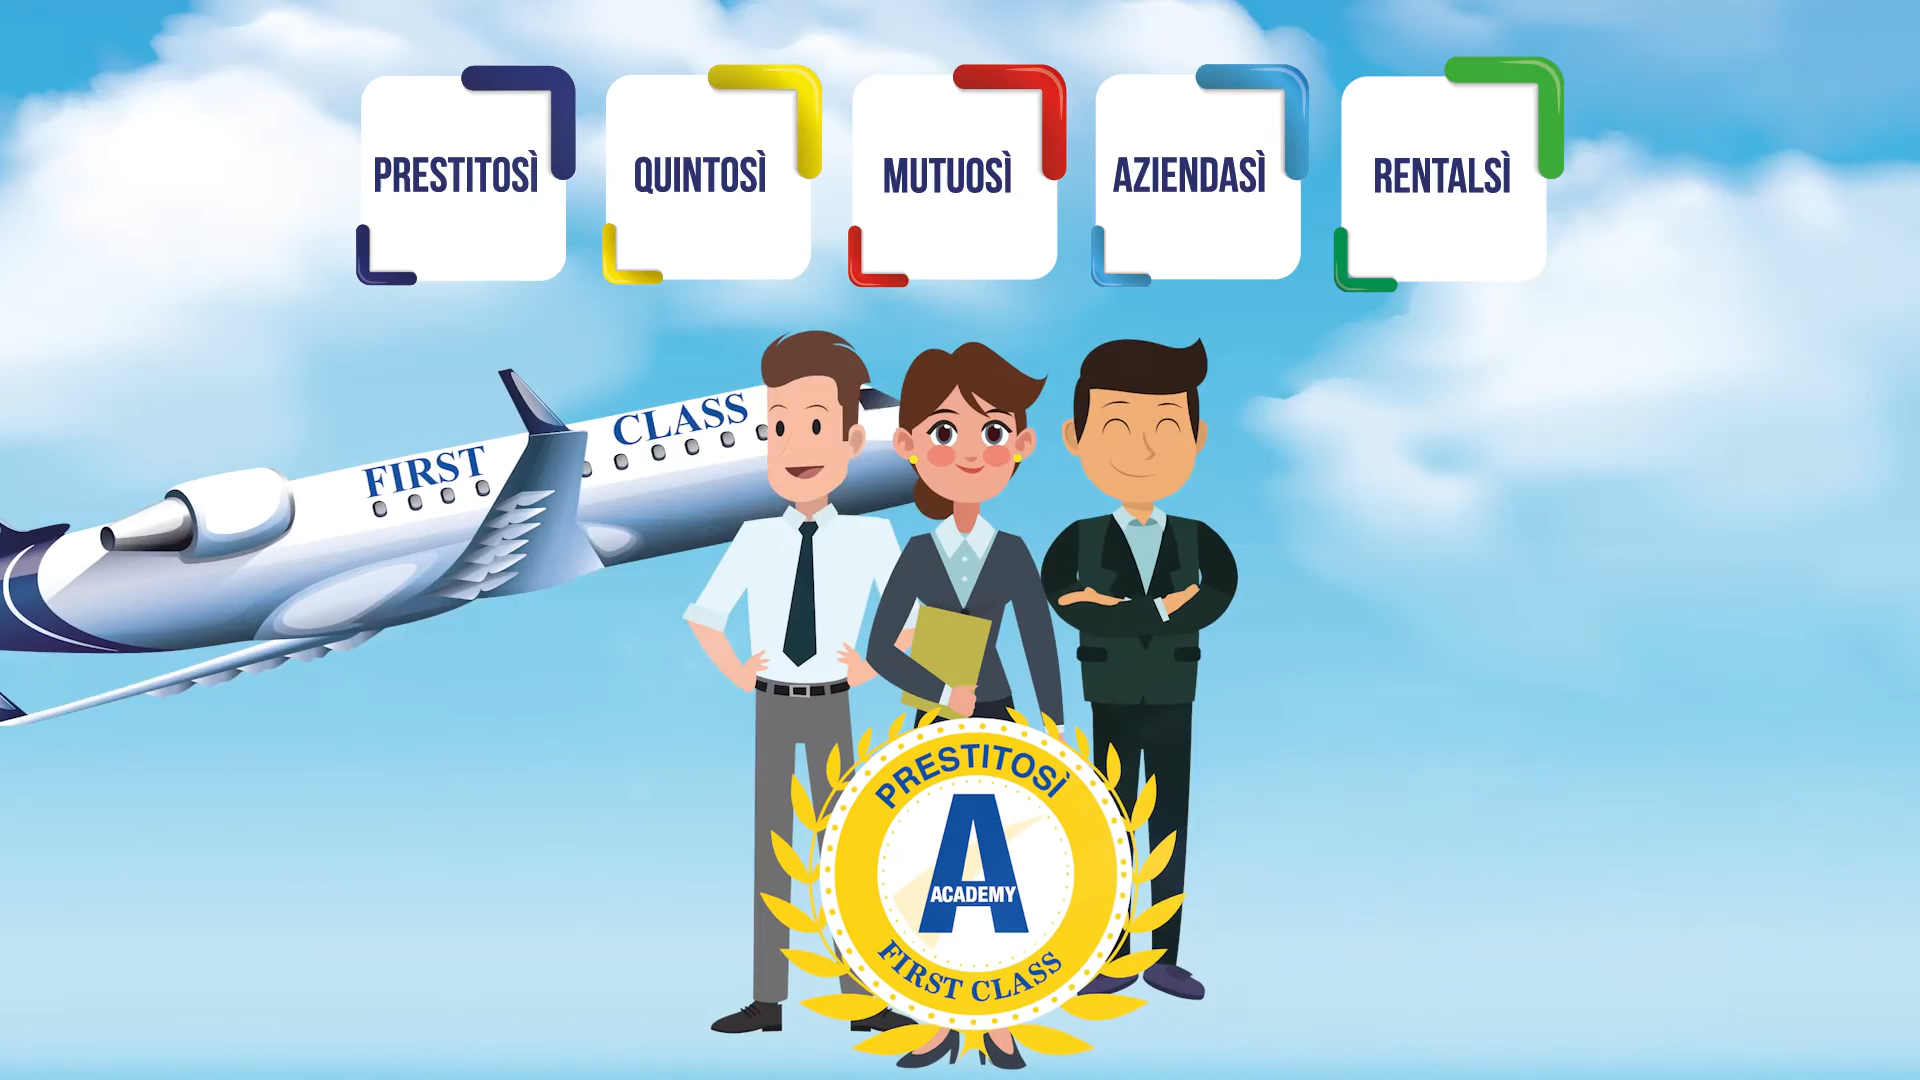 PRESTITOSÌ
QUINTOSÌ
MUTUOSÌ
AZIENDASÌ
RENTALSÌ
FIRST CLASS
PRESTITOSÌ
A
ACADEMY
FIRST CLASS